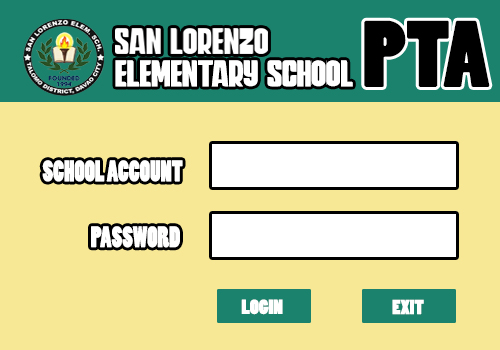 SAN LORENZO ELEM. SCH.
TALOMO DISTRICT, DAVAO CITY
FOUNDED
1954
SAN LORENZO
ELEMENTARY SCHOOL
PTA
SCHOOL ACCOUNT
PASSWORD
LOGIN
EXIT